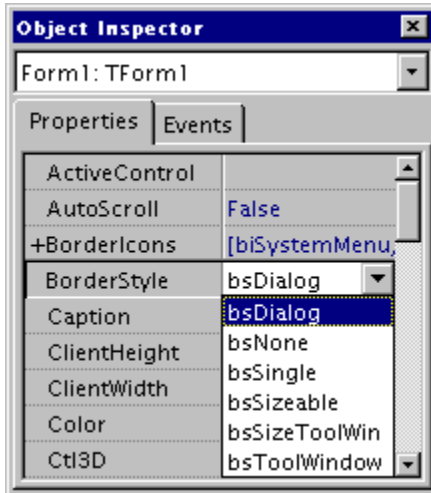 Object Inspector
Form1: TForm1
Properties Events
ActiveControl
AutoScroll False
+BorderIcons [biSystemMenu,
BorderStyle bsDialog
Caption bsDialog
ClientHeight bsNone
ClientWidth bsSingle
Color bsSizeable
Ctl3D bsSizeToolWin
bsToolWindow